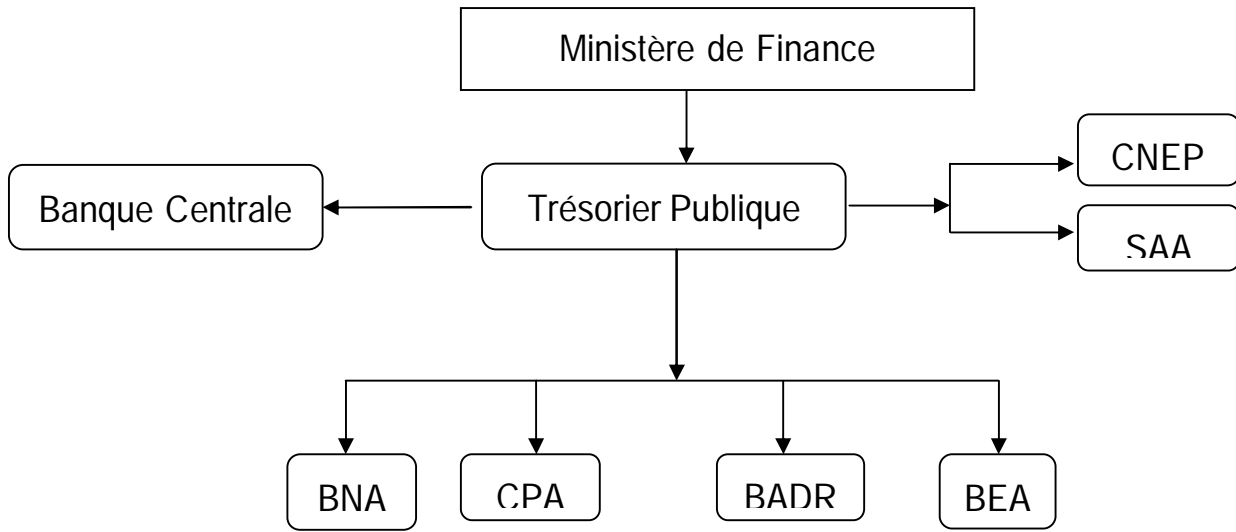 Ministère de Finance
CNEP
Banque Centrale
Trésorier Publique
SAA
BNA
CPA
BADR
BEA